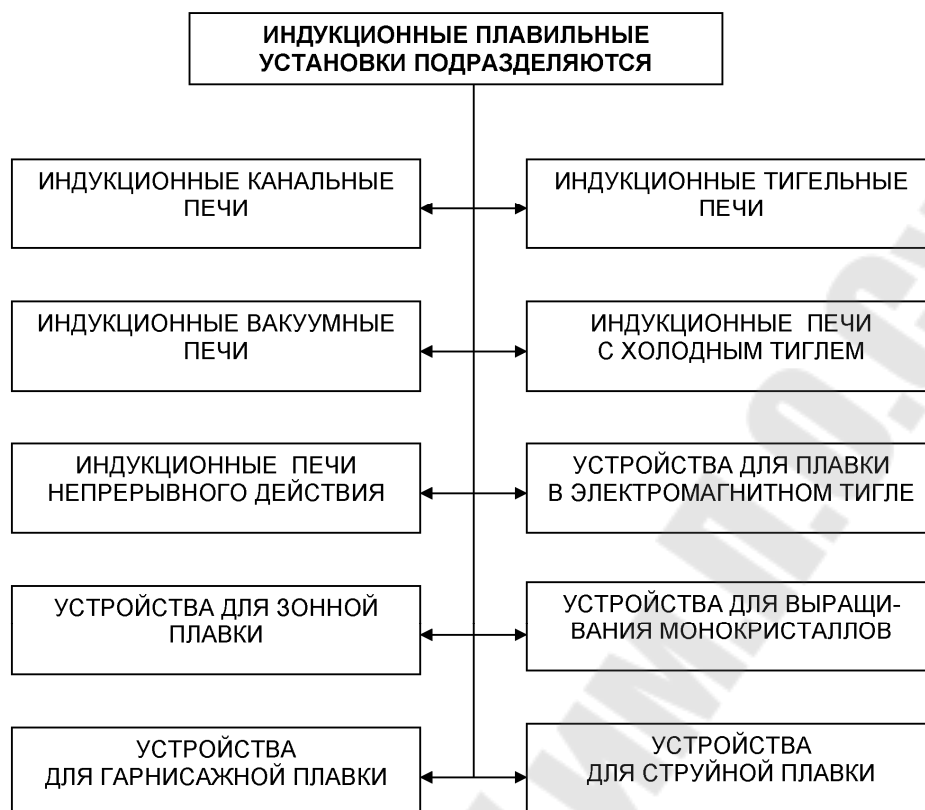 ИНДУКЦИОННЫЕ ПЛАВИЛЬНЫЕ
УСТАНОВКИ ПОДРАЗДЕЛЯЮТСЯ
ИНДУКЦИОННЫЕ КАНАЛЬНЫЕ
ПЕЧИ
ИНДУКЦИОННЫЕ ТИГЕЛЬНЫЕ
ПЕЧИ
ИНДУКЦИОННЫЕ ВАКУУМНЫЕ
ПЕЧИ
ИНДУКЦИОННЫЕ ПЕЧИ
С ХОЛОДНЫМ ТИГЛЕМ
ИНДУКЦИОННЫЕ ПЕЧИ
НЕПРЕРЫВНОГО ДЕЙСТВИЯ
УСТРОЙСТВА ДЛЯ ПЛАВКИ
В ЭЛЕКТРОМАГНИТНОМ ТИГЛЕ
УСТРОЙСТВА ДЛЯ ЗОННОЙ
ПЛАВКИ
УСТРОЙСТВА ДЛЯ ВЫРАЩИ-
ВАНИЯ МОНОКРИСТАЛЛОВ
УСТРОЙСТВА
ДЛЯ ГАРНИСАЖНОЙ ПЛАВКИ
УСТРОЙСТВА
ДЛЯ СТРУЙНОЙ ПЛАВКИ
им. П.О.